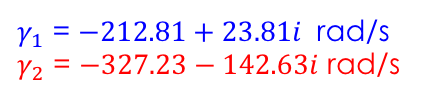 γ₁ = −212.81 + 23.81i rad/s
γ₂ = −327.23 − 142.63i rad/s